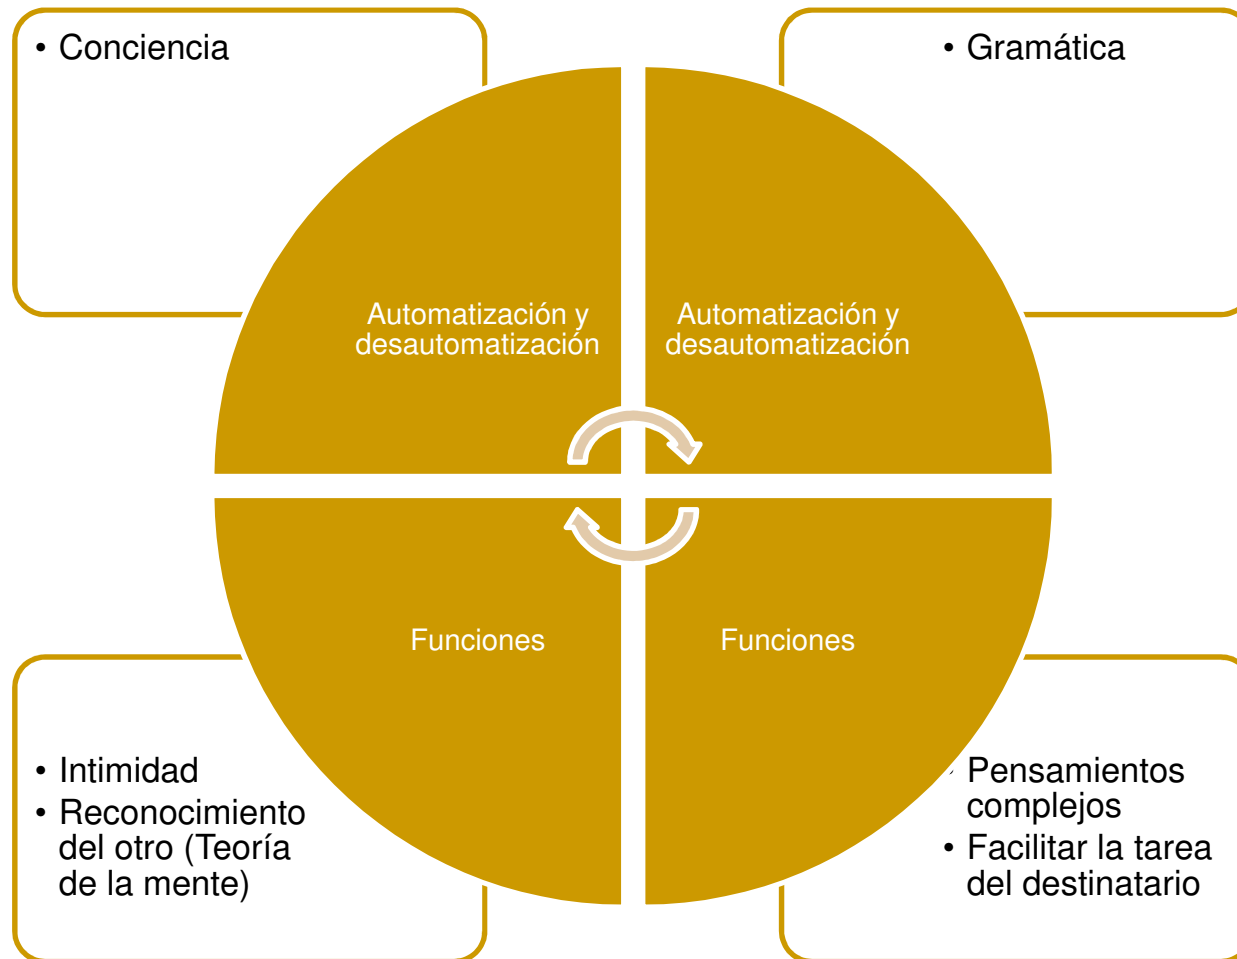 • Conciencia
• Gramática
Automatización y
desautomatización
Automatización y
desautomatización
Funciones
Funciones
• Intimidad
• Reconocimiento
del otro (Teoría
de la mente)
• Pensamientos
complejos
• Facilitar la tarea
del destinatario